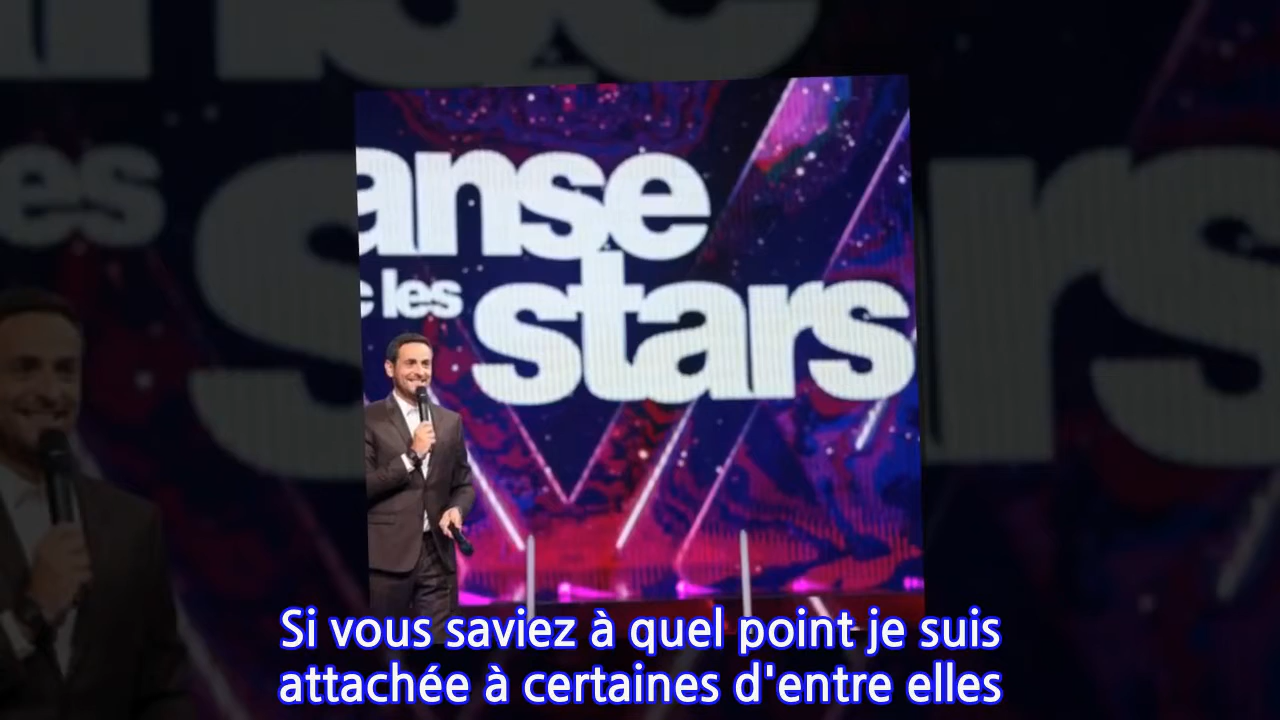 anse
c les
stars
Si vous saviez à quel point je suis
attachée à certaines d'entre elles